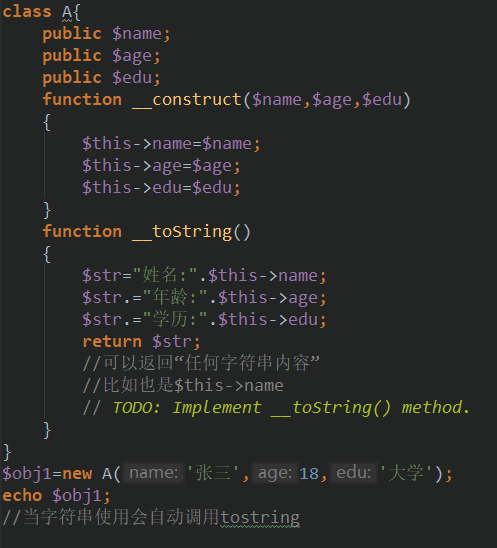 class A{
    public $name;
    public $age;
    public $edu;
    function __construct($name,$age,$edu)
    {
        $this->name=$name;
        $this->age=$age;
        $this->edu=$edu;
    }
    function __toString()
    {
        $str="姓名:".$this->name;
        $str.="年龄:".$this->age;
        $str.="学历:".$this->edu;
        return $str;
        //可以返回“任何字符串内容”
        //比如也是$this->name
        // TODO: Implement __toString() method.
    }
}
$obj1=new A( name: '张三', age: 18, edu: '大学');
echo $obj1;
//当字符串使用会自动调用tostring